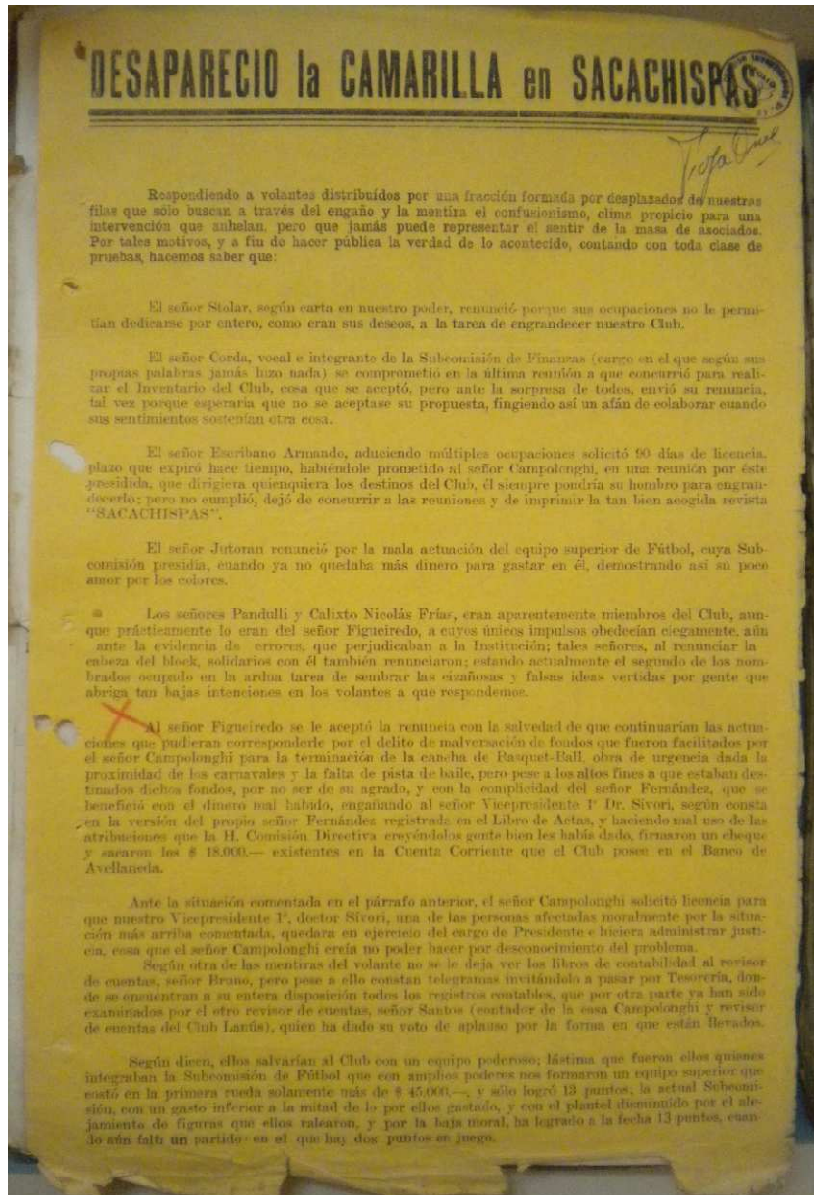 DESAPARECIO la CAMARILLA en SACACHISPAS
Respondiendo a volantes distribuídos por una fracción formada por desplazados de nuestras
filas que sólo buscan a través del engaño y la mentira el confusionismo, clima propicio para una
intervención que anhelan, pero que jamás puede representar el sentir de la masa de asociados.
Por tales motivos, y a fin de hacer pública la verdad de lo acontecido, contando con toda clase de
pruebas, hacemos saber que:
El señor Stolar, según carta en nuestro poder, renunció porque sus ocupaciones no le permi-
tían dedicarse por entero, como eran sus deseos, a la tarea de engrandecer nuestro Club.
El señor Corda, vocal e integrante de la Subcomisión de Finanzas (cargo en el que según sus
propias palabras jamás hizo nada) se comprometió en la última reunión a que concurrió para reali-
zar el Inventario del Club, cosa que se aceptó, pero ante la sorpresa de todos, envió su renuncia,
tal vez porque esperaría que no se aceptase su propuesta, fingiendo así un afán de colaborar cuando
sus sentimientos sostenían otra cosa.
El señor Escribano Armando, aduciendo múltiples ocupaciones solicitó 90 días de licencia,
plazo que expiró hace tiempo, habiéndole prometido al señor Campolonghi, en una reunión por éste
presidida, que dirigiera quienquiera los destinos del Club, él siempre pondría su hombro para engran-
decerlo; pero no cumplió, dejó de concurrir a las reuniones y de imprimir la tan bien acogida revista
"SACACHISPAS".
El señor Jutoran renunció por la mala actuación del equipo superior de Fútbol, cuya Sub-
comisión presidía, cuando ya no quedaba más dinero para gastar en él, demostrando así su poco
amor por los colores.
Los señores Pandulli y Calixto Nicolás Frías, eran aparentemente miembros del Club, aun-
que prácticamente lo eran del señor Figueiredo, a cuyos únicos impulsos obedecían ciegamente, aún
ante la evidencia de errores, que perjudicaban a la Institución; tales señores, al renunciar la
cabeza del block, solidarios con él también renunciaron; estando actualmente el segundo de los nom-
brados ocupado en la ardua tarea de sembrar las cizañosas y falsas ideas vertidas por gente que
abriga tan bajas intenciones en los volantes a que respondemos.
Al señor Figueiredo se le aceptó la renuncia con la salvedad de que continuarían las actua-
ciones que pudieran corresponderle por el delito de malversación de fondos que fueron facilitados por
el señor Campolonghi para la terminación de la cancha de Basquet-Ball, obra de urgencia dada la
proximidad de los carnavales y la falta de pista de baile, pero pese a los altos fines a que estaban des-
tinados dichos fondos, por no ser de su agrado, y con la complicidad del señor Fernández, que se
benefició con el dinero mal habido, engañando al señor Vicepresidente 1º Dr. Sívori, según consta
en la versión del propio señor Fernández registrada en el Libro de Actas, y haciendo mal uso de las
atribuciones que la H. Comisión Directiva creyéndolos gente bien les había dado, firmaron un cheque
y sacaron los $ 18.000.— existentes en la Cuenta Corriente que el Club posee en el Banco de
Avellaneda.
Ante la situación comentada en el párrafo anterior, el señor Campolonghi solicitó licencia para
que nuestro Vicepresidente 1º, doctor Sívori, una de las personas afectadas moralmente por la situa-
ción más arriba comentada, quedara en ejercicio del cargo de Presidente e hiciera administrar justi-
cia, cosa que el señor Campolonghi creía no poder hacer por desconocimiento del problema.
Según otra de las mentiras del volante no se le deja ver los libros de contabilidad al revisor
de cuentas, señor Bruno, pero pese a ello constan telegramas invitándolo a pasar por Tesorería, don-
de se encuentran a su entera disposición todos los registros contables, que por otra parte ya han sido
examinados por el otro revisor de cuentas, señor Santos (contador de la casa Campolonghi y revisor
de cuentas del Club Lanús), quien ha dado su voto de aplauso por la forma en que están llevados.
Según dicen, ellos salvarían al Club con un equipo poderoso; lástima que fueron ellos quienes
integraban la Subcomisión de Fútbol que con amplios poderes nos formaron un equipo superior que
costó en la primera rueda solamente más de $ 45.000.—, y sólo logró 13 puntos, la actual Subcomi-
sión, con un gasto inferior a la mitad de lo por ellos gastado, y con el plantel disminuído por el ale-
jamiento de figuras que ellos ralearon, y por la baja moral, ha logrado a la fecha 13 puntos, cuan-
do aún falta un partido en el que hay dos puntos en juego.